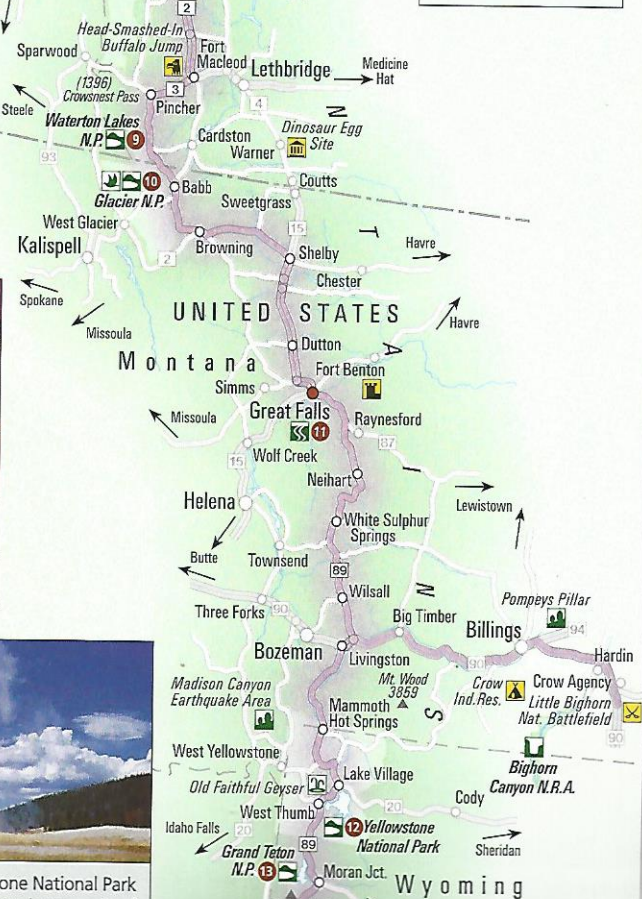 2
Head-Smashed-In
Buffalo Jump
Fort
Macleod
Sparwood
Lethbridge
Medicine
Hat
(1396)
Crowsnest Pass
3
Pincher
4
Steele
Waterton Lakes
N.P. 9
Cardston
Warner
Dinosaur Egg
Site
93
10
Glacier N.P.
Babb
Coutts
Sweetgrass
West Glacier
15
Kalispell
2
Browning
Shelby
Havre
Chester
Spokane
Missoula
UNITED STATES
Havre
Dutton
Montana
Fort Benton
Simms
Great Falls
11
Missoula
Raynesford
87
Wolf Creek
15
Neihart
Helena
Lewistown
White Sulphur
Springs
Butte
Townsend
89
Wilsall
Three Forks
90
Big Timber
Pompeys Pillar
Billings
94
Bozeman
Livingston
90
Hardin
Mt. Wood
3859
Crow
Ind.Res.
Crow Agency
Little Bighorn
Nat. Battlefield
Madison Canyon
Earthquake Area
Mammoth
Hot Springs
90
West Yellowstone
Bighorn
Canyon N.R.A.
Old Faithful Geyser
Lake Village
West Thumb
20
Cody
Idaho Falls
20
12 Yellowstone
National Park
Sheridan
89
Grand Teton
N.P. 13
Moran Jct.
Wyoming
one National Park
N
T
A
I
N
S